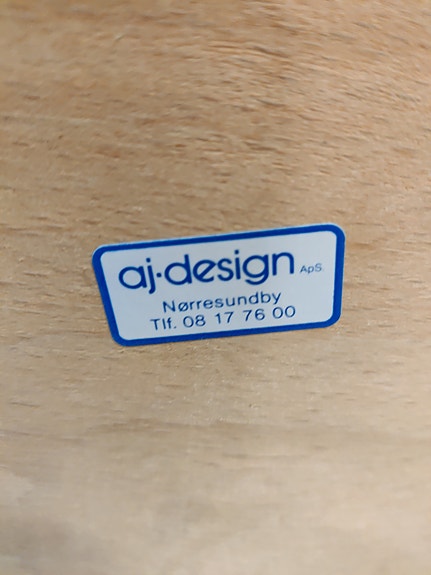 aj·design ApS.
Nørresundby
Tlf. 08 17 76 00